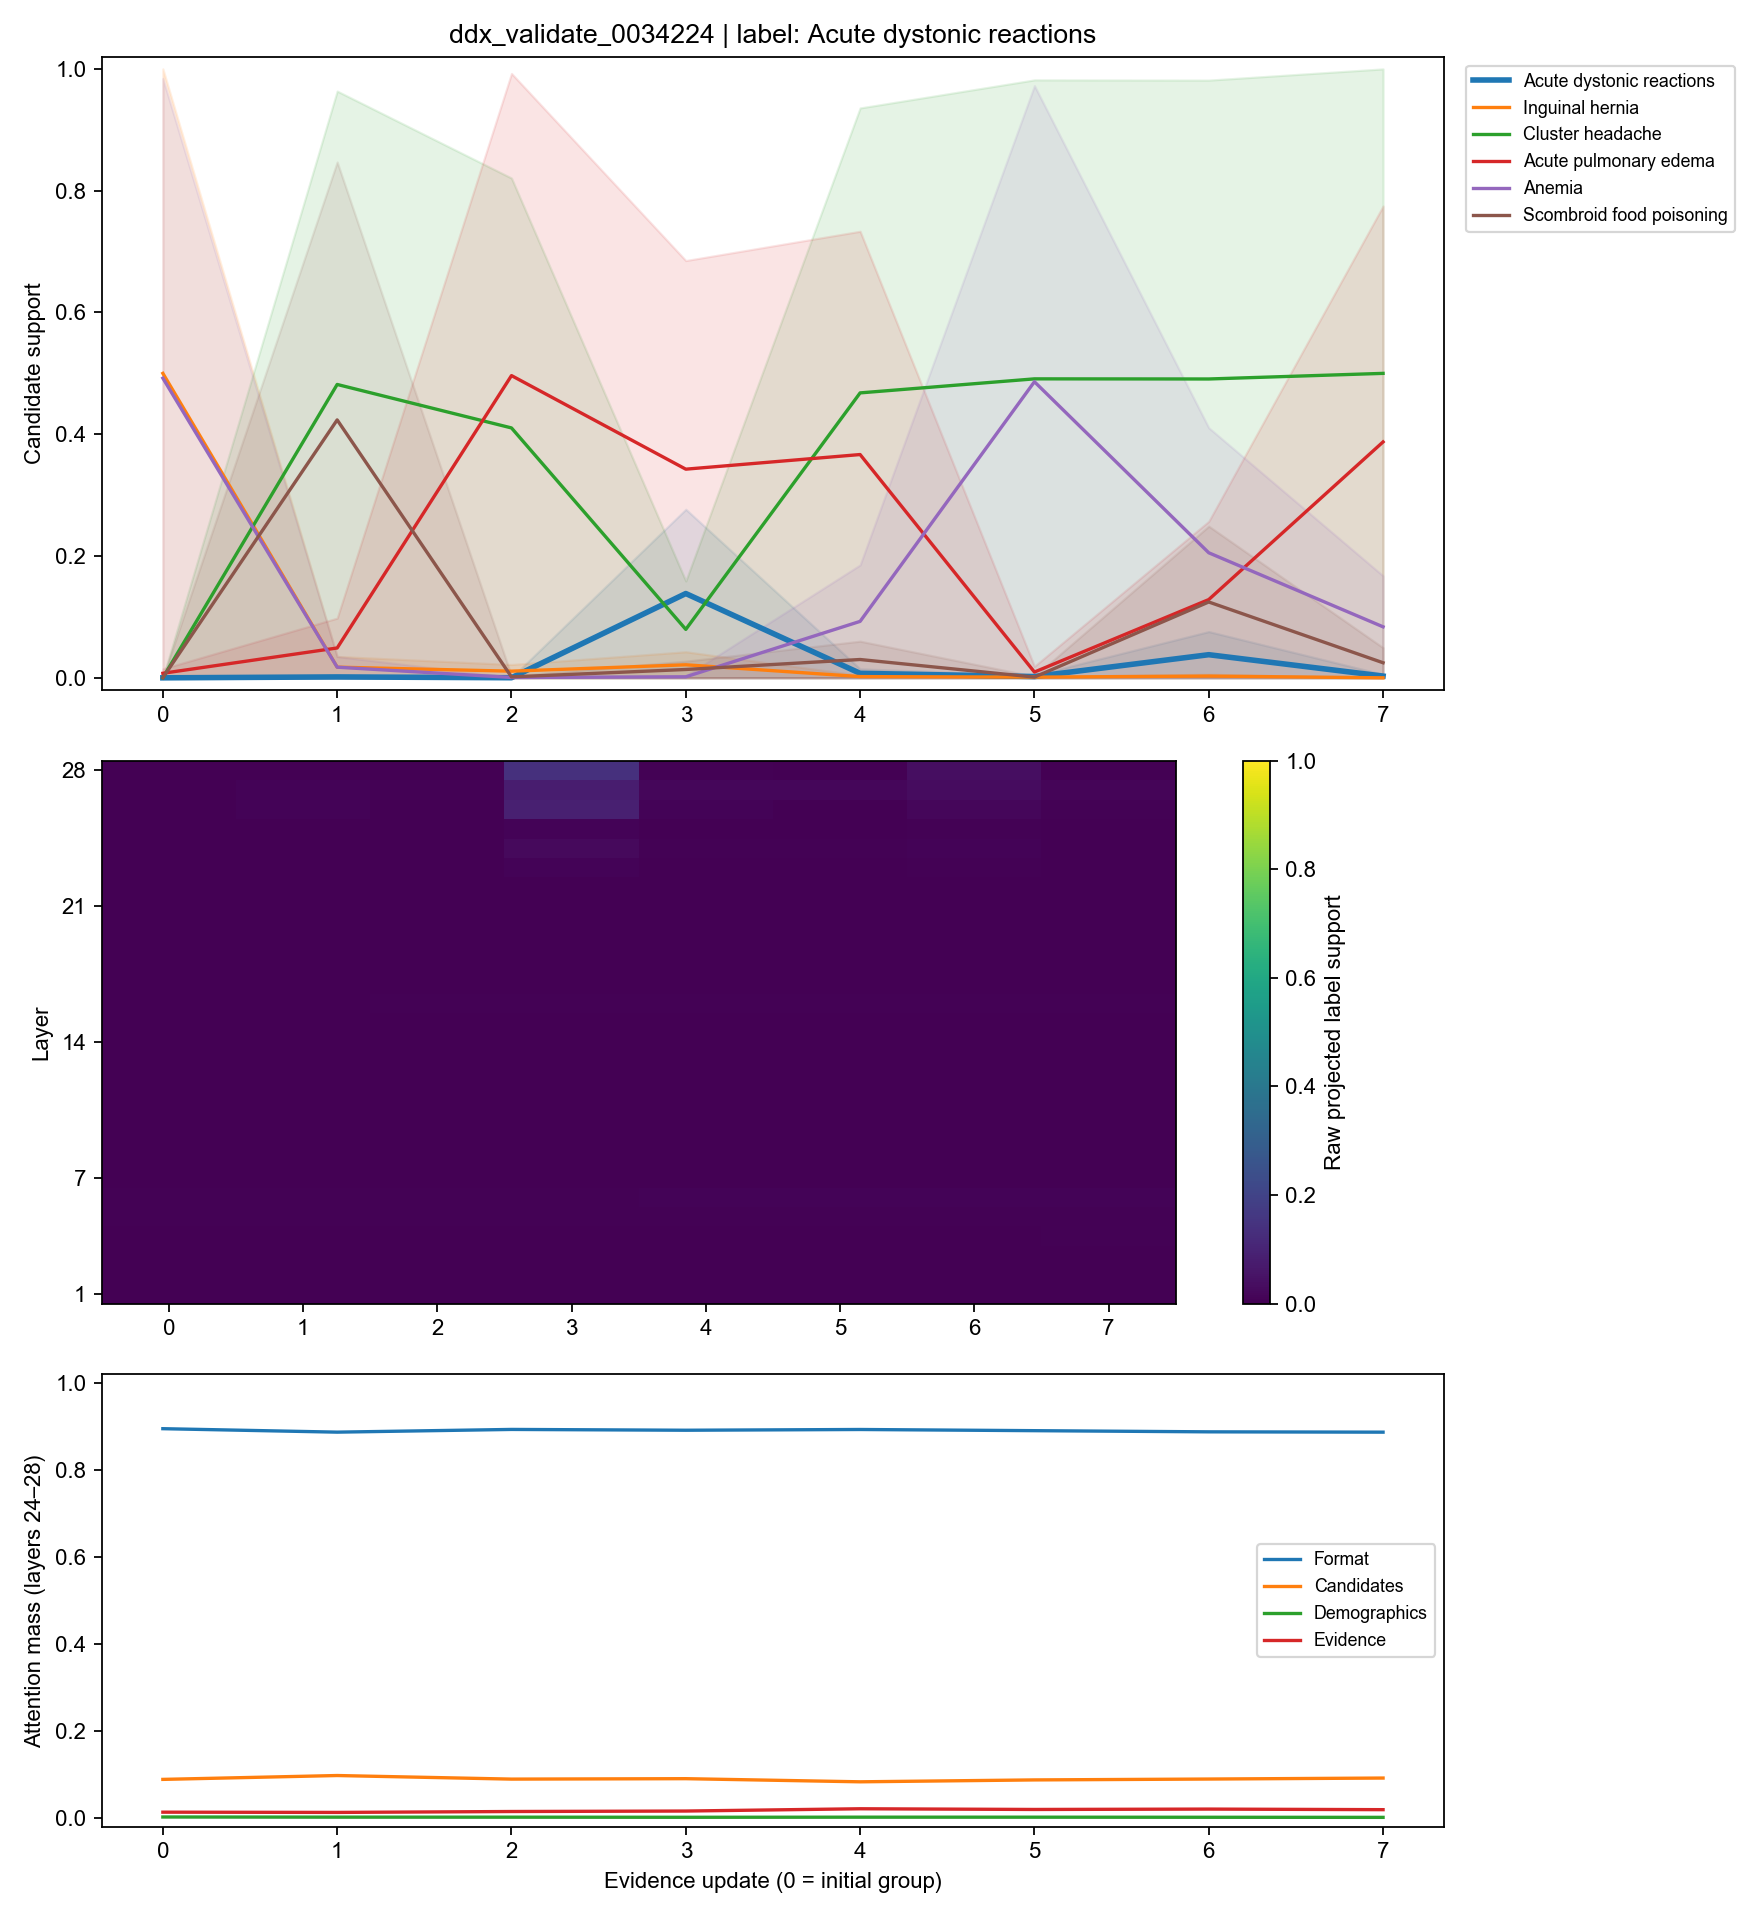 ddx_validate_0034224 | label: Acute dystonic reactions
Candidate support
1.0
0.8
0.6
0.4
0.2
0.0
0 1 2 3 4 5 6 7
Acute dystonic reactions
Inguinal hernia
Cluster headache
Acute pulmonary edema
Anemia
Scombroid food poisoning
Layer
28
21
14
7
1
0 1 2 3 4 5 6 7
1.0
0.8
0.6
0.4
0.2
0.0
Raw projected label support
Attention mass (layers 24–28)
1.0
0.8
0.6
0.4
0.2
0.0
Format
Candidates
Demographics
Evidence
0 1 2 3 4 5 6 7
Evidence update (0 = initial group)